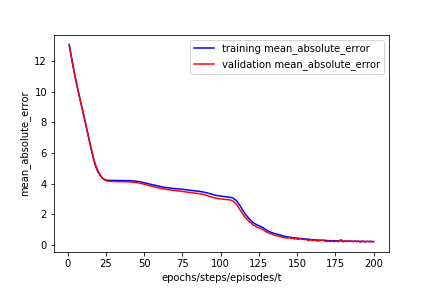 training mean_absolute_error
validation mean_absolute_error
mean_absolute_error
12
10
8
6
4
2
0
0 25 50 75 100 125 150 175 200
epochs/steps/episodes/t